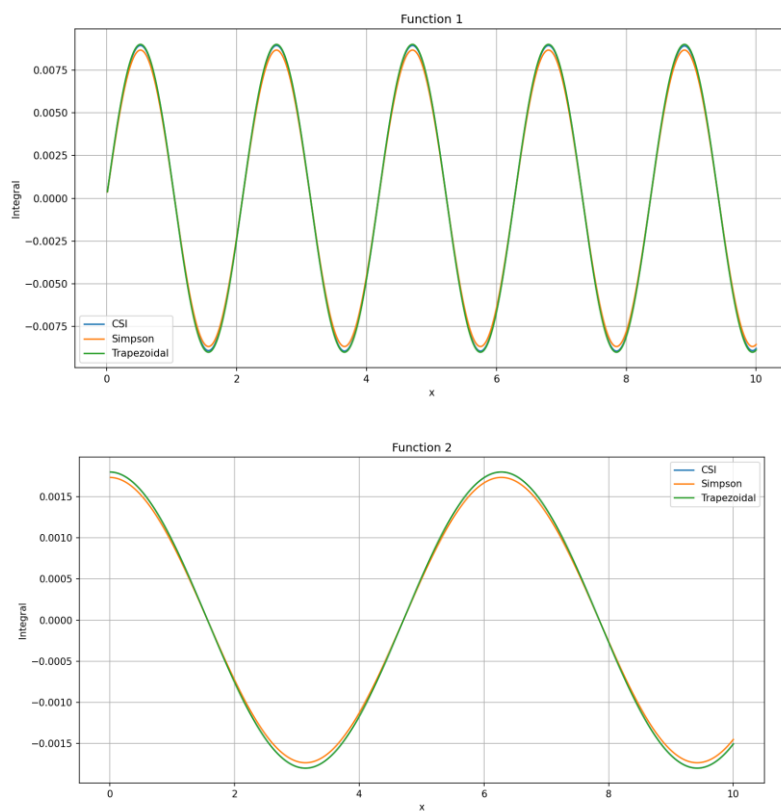 Function 1
0.0075
0.0050
0.0025
0.0000
−0.0025
−0.0050
−0.0075
Integral
CSI
Simpson
Trapezoidal
0 2 4 6 8 10
x
Function 2
0.0015
0.0010
0.0005
0.0000
−0.0005
−0.0010
−0.0015
Integral
CSI
Simpson
Trapezoidal
0 2 4 6 8 10
x